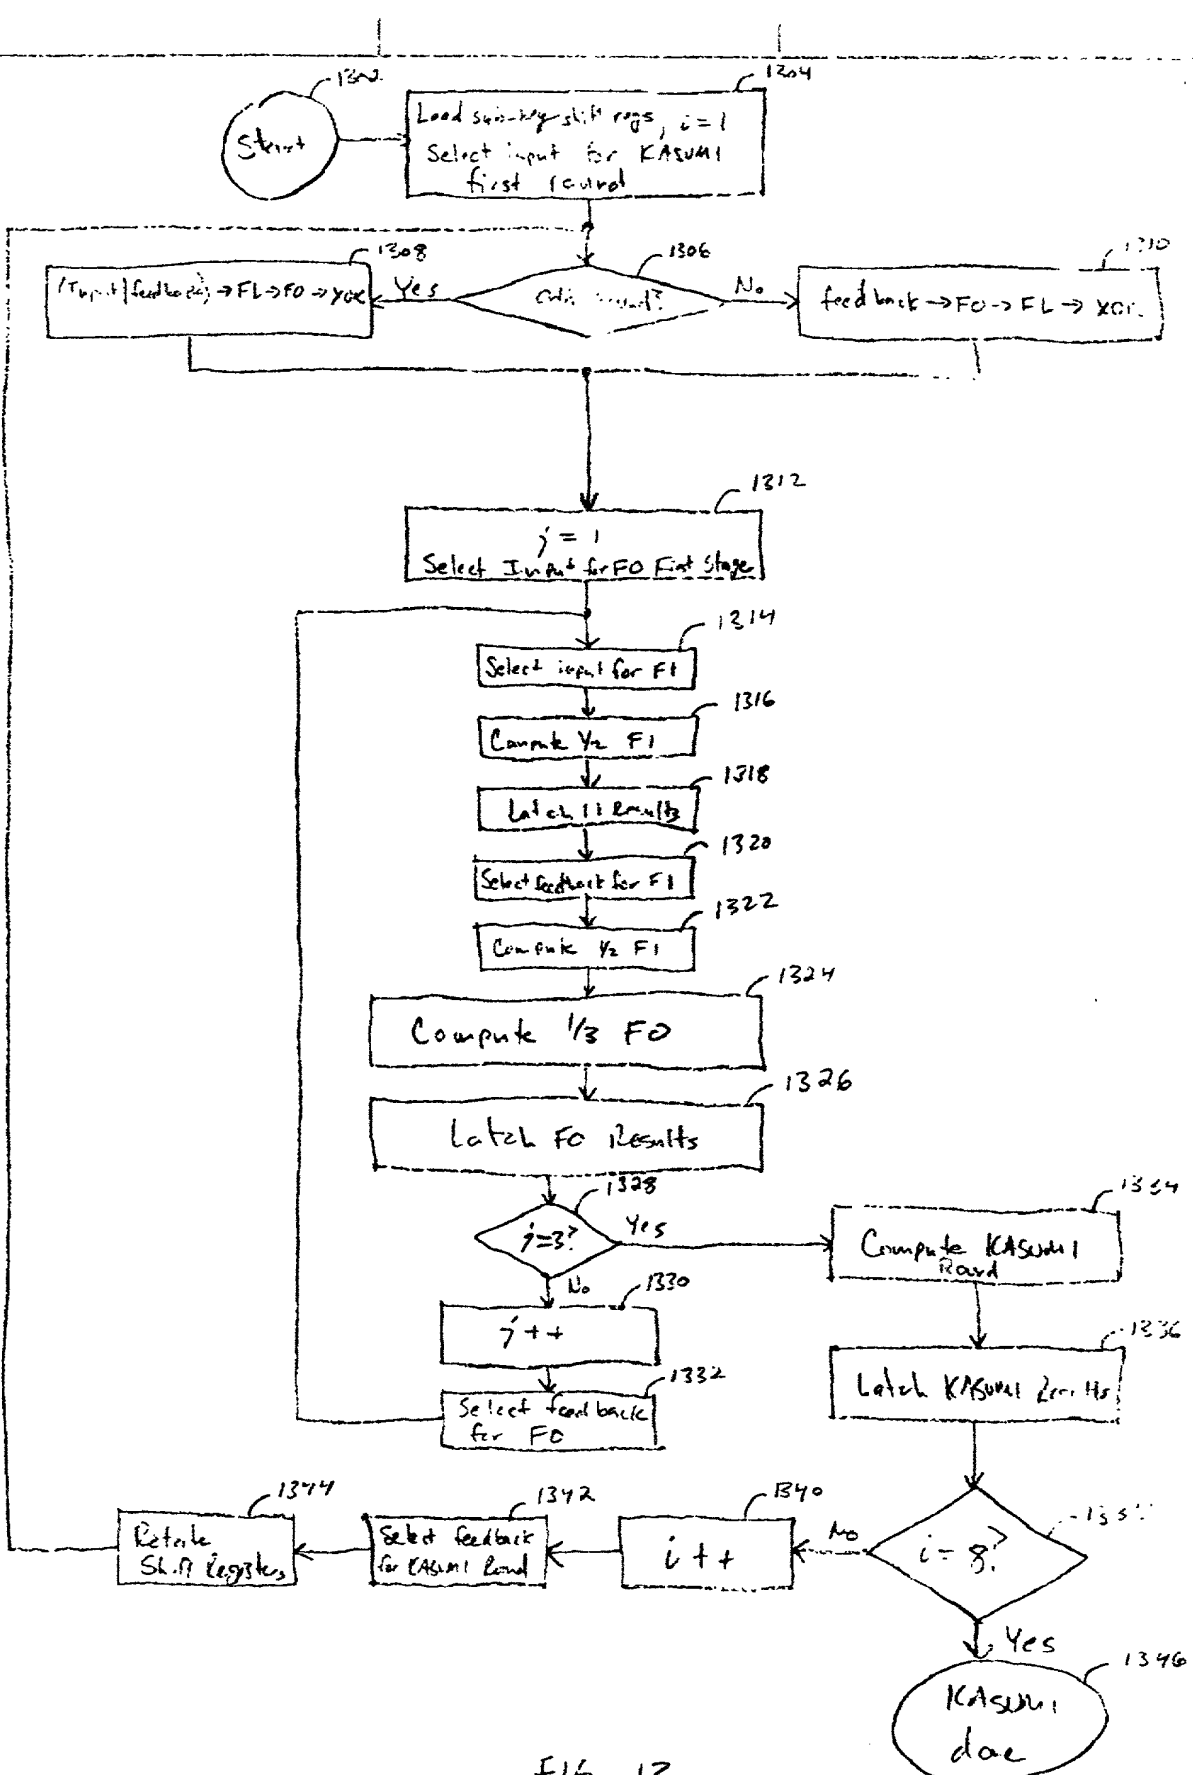 1302
Start
1304
Load sub-key shift regs, i = 1
Select input for KASUMI
first round
1308
(Input/feedback) → FL → FO → XOR
Yes
1306
odd round?
No
1310
feedback → FO → FL → XOR
1312
j = 1
Select Input for FO First Stage
1314
Select input for FI
1316
Compute 1/2 FI
1318
Latch FI Results
1320
Select feedback for FI
1322
Compute 1/2 FI
1324
Compute 1/3 FO
1326
Latch FO Results
1328
j=3?
Yes
No
1334
Compute KASUMI
Round
1330
j++
1336
Latch KASUMI Results
1332
Select feedback
for FO
1344
Rotate
Shift Registers
1342
Select feedback
for KASUMI Round
1340
i++
No
i = 8?
Yes
1346
KASUMI
done
FIG.